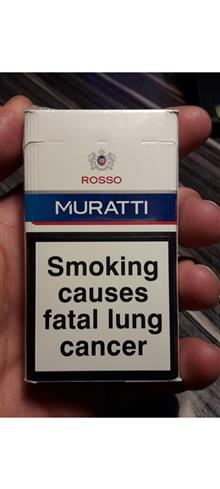 ROSSO
MURATTI
Smoking
causes
fatal lung
cancer